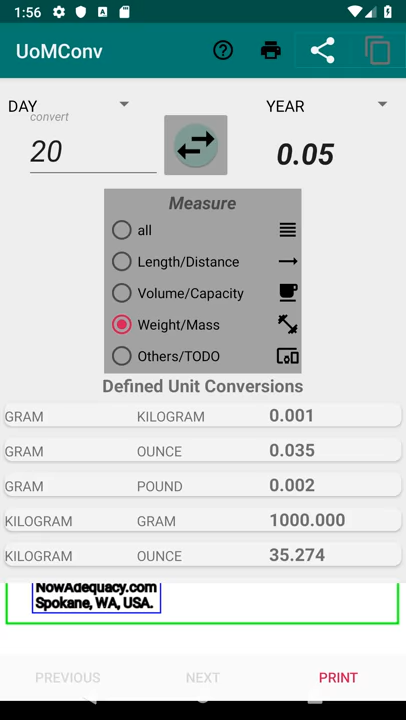 1:56
UoMConv
DAY
YEAR
convert
20
0.05
Measure
all
Length/Distance
Volume/Capacity
Weight/Mass
Others/TODO
Defined Unit Conversions
GRAM KILOGRAM 0.001
GRAM OUNCE 0.035
GRAM POUND 0.002
KILOGRAM GRAM 1000.000
KILOGRAM OUNCE 35.274
NowAdequacy.com
Spokane, WA, USA.
PREVIOUS NEXT PRINT